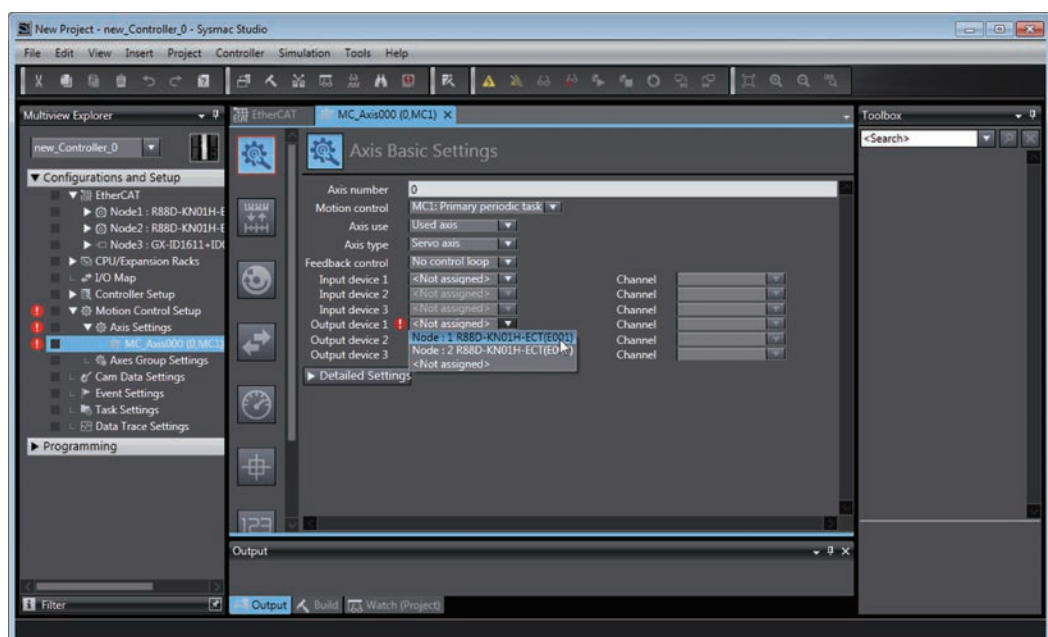 New Project - new_Controller_0 - Sysmac Studio
File Edit View Insert Project Controller Simulation Tools Help
Multiview Explorer
new_Controller_0
Configurations and Setup
EtherCAT
Node1 : R88D-KN01H-E
Node2 : R88D-KN01H-E
Node3 : GX-ID1611+ID
CPU/Expansion Racks
I/O Map
Controller Setup
Motion Control Setup
Axis Settings
MC_Axis000 (0,MC1)
Axes Group Settings
Cam Data Settings
Event Settings
Task Settings
Data Trace Settings
Programming
Filter
EtherCAT
MC_Axis000 (0,MC1)
Axis Basic Settings
Axis number 0
Motion control MC1: Primary periodic task
Axis use Used axis
Axis type Servo axis
Feedback control No control loop
Input device 1 <Not assigned> Channel
Input device 2 <Not assigned> Channel
Input device 3 <Not assigned> Channel
Output device 1 <Not assigned> Channel
Output device 2 Node : 1 R88D-KN01H-ECT(E001) Channel
Output device 3 Node : 2 R88D-KN01H-ECT Channel
<Not assigned>
Detailed Settings
123
Output
Output Build Watch (Project)
Toolbox
<Search>